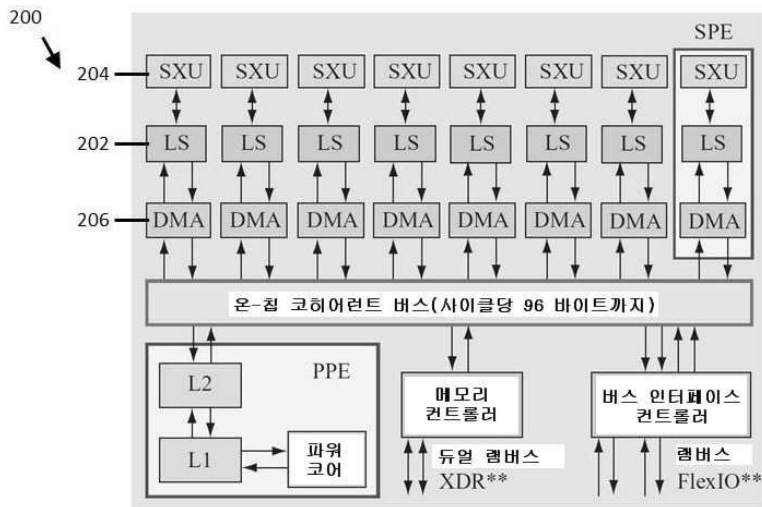 200
SPE
204 SXU SXU SXU SXU SXU SXU SXU SXU
202 LS LS LS LS LS LS LS LS
206 DMA DMA DMA DMA DMA DMA DMA DMA
온-칩 코히어런트 버스(사이클당 96 바이트까지)
PPE
L2
L1
파워
코어
메모리
컨트롤러
듀얼 램버스
XDR**
버스 인터페이스
컨트롤러
램버스
FlexIO**